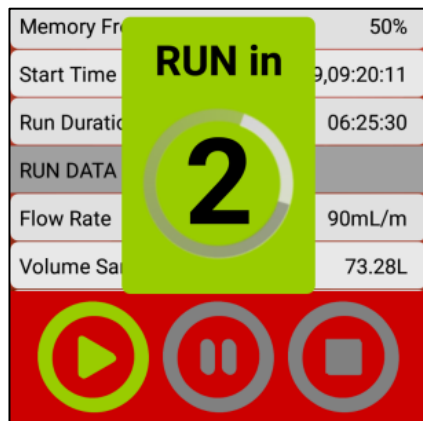 Memory Fr 50%
RUN in
Start Time 9,09:20:11
Run Duratio 06:25:30
2
RUN DATA
Flow Rate 90mL/m
Volume Sa 73.28L